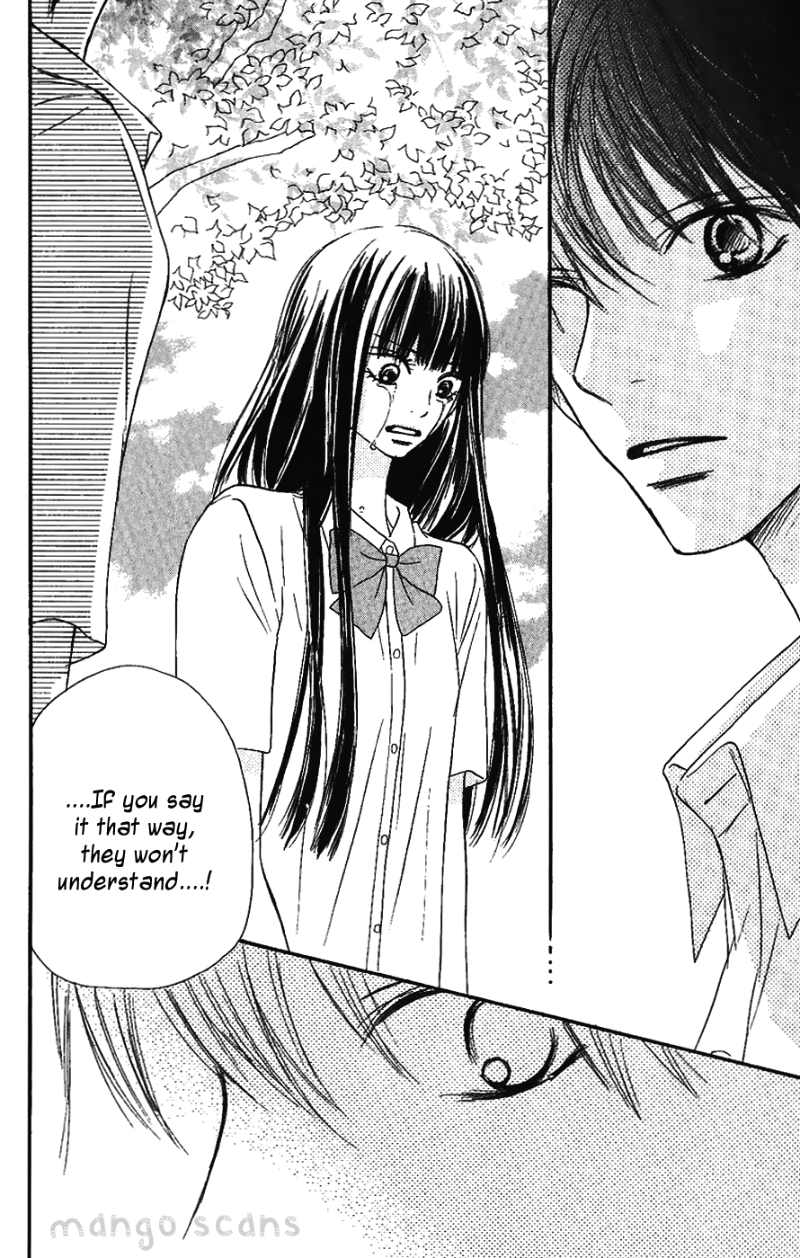 ....If you say
it that way,
they won't
understand....!
mango scans